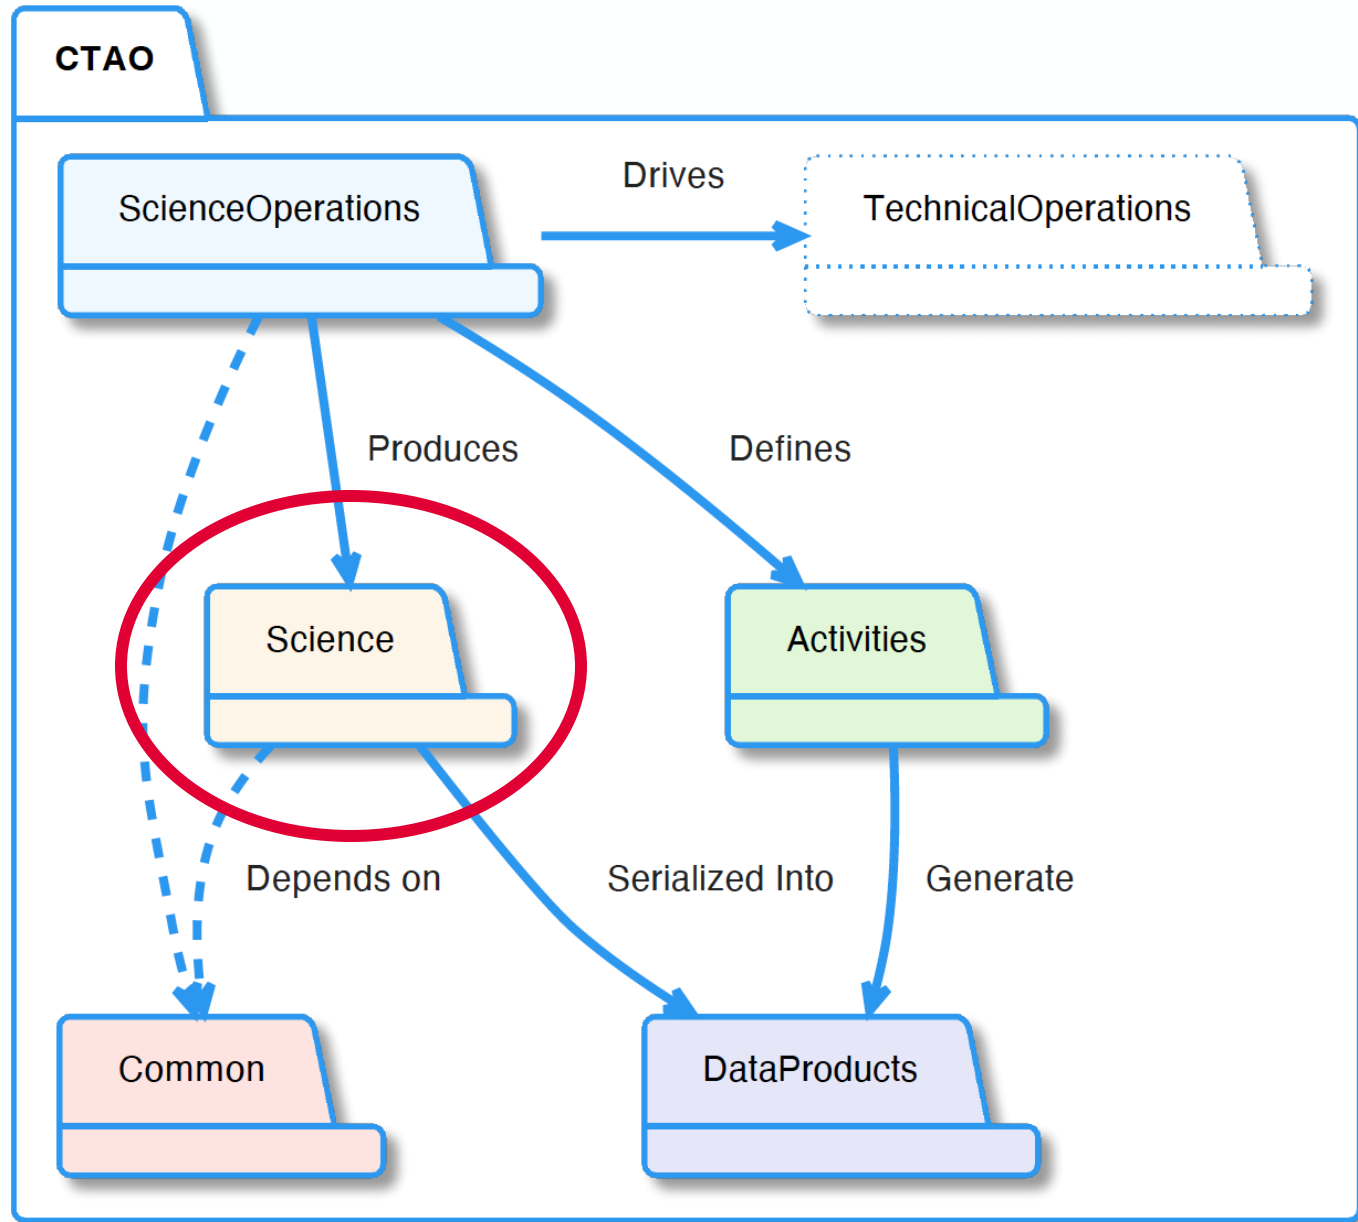 CTAO
Drives
ScienceOperations
TechnicalOperations
Produces
Defines
Science
Activities
Depends on
Serialized Into
Generate
Common
DataProducts